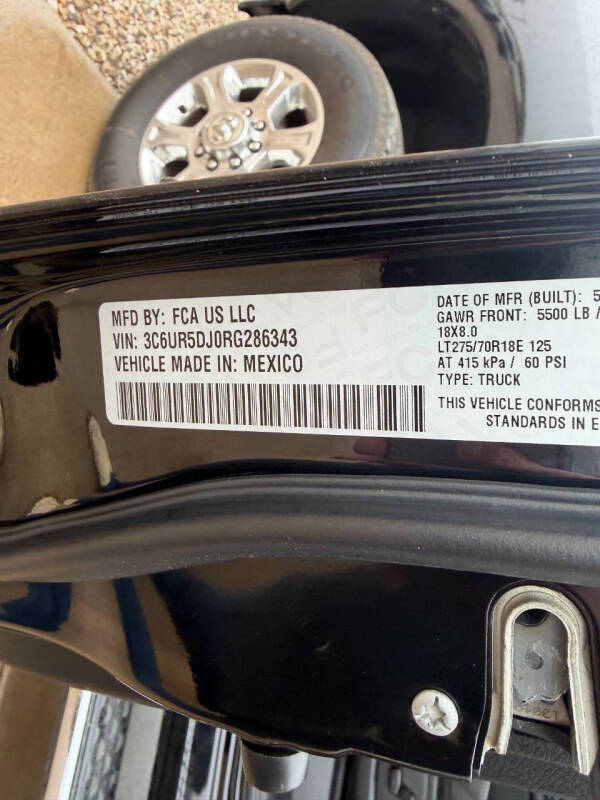 MFD BY: FCA US LLC
VIN: 3C6UR5DJ0RG286343
VEHICLE MADE IN: MEXICO
DATE OF MFR (BUILT): 5
GAWR FRONT: 5500 LB /
18X8.0
LT275/70R18E 125
AT 415 kPa / 60 PSI
TYPE: TRUCK
THIS VEHICLE CONFORMS
STANDARDS IN E